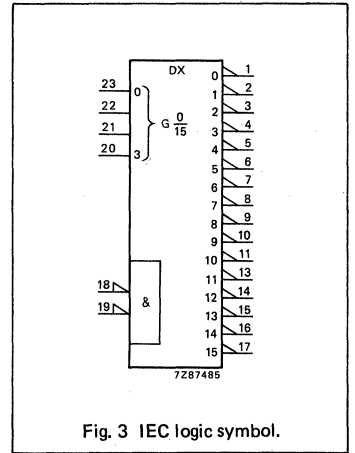 DX
23 0 0 1
1 2
22 2 3
G 0/15
21 3 4
20 3 4 5
5 6
6 7
7 8
8 9
9 10
10 11
11 13
18 12 14
& 
19 13 15
14 16
15 17
7Z87485
Fig. 3 IEC logic symbol.